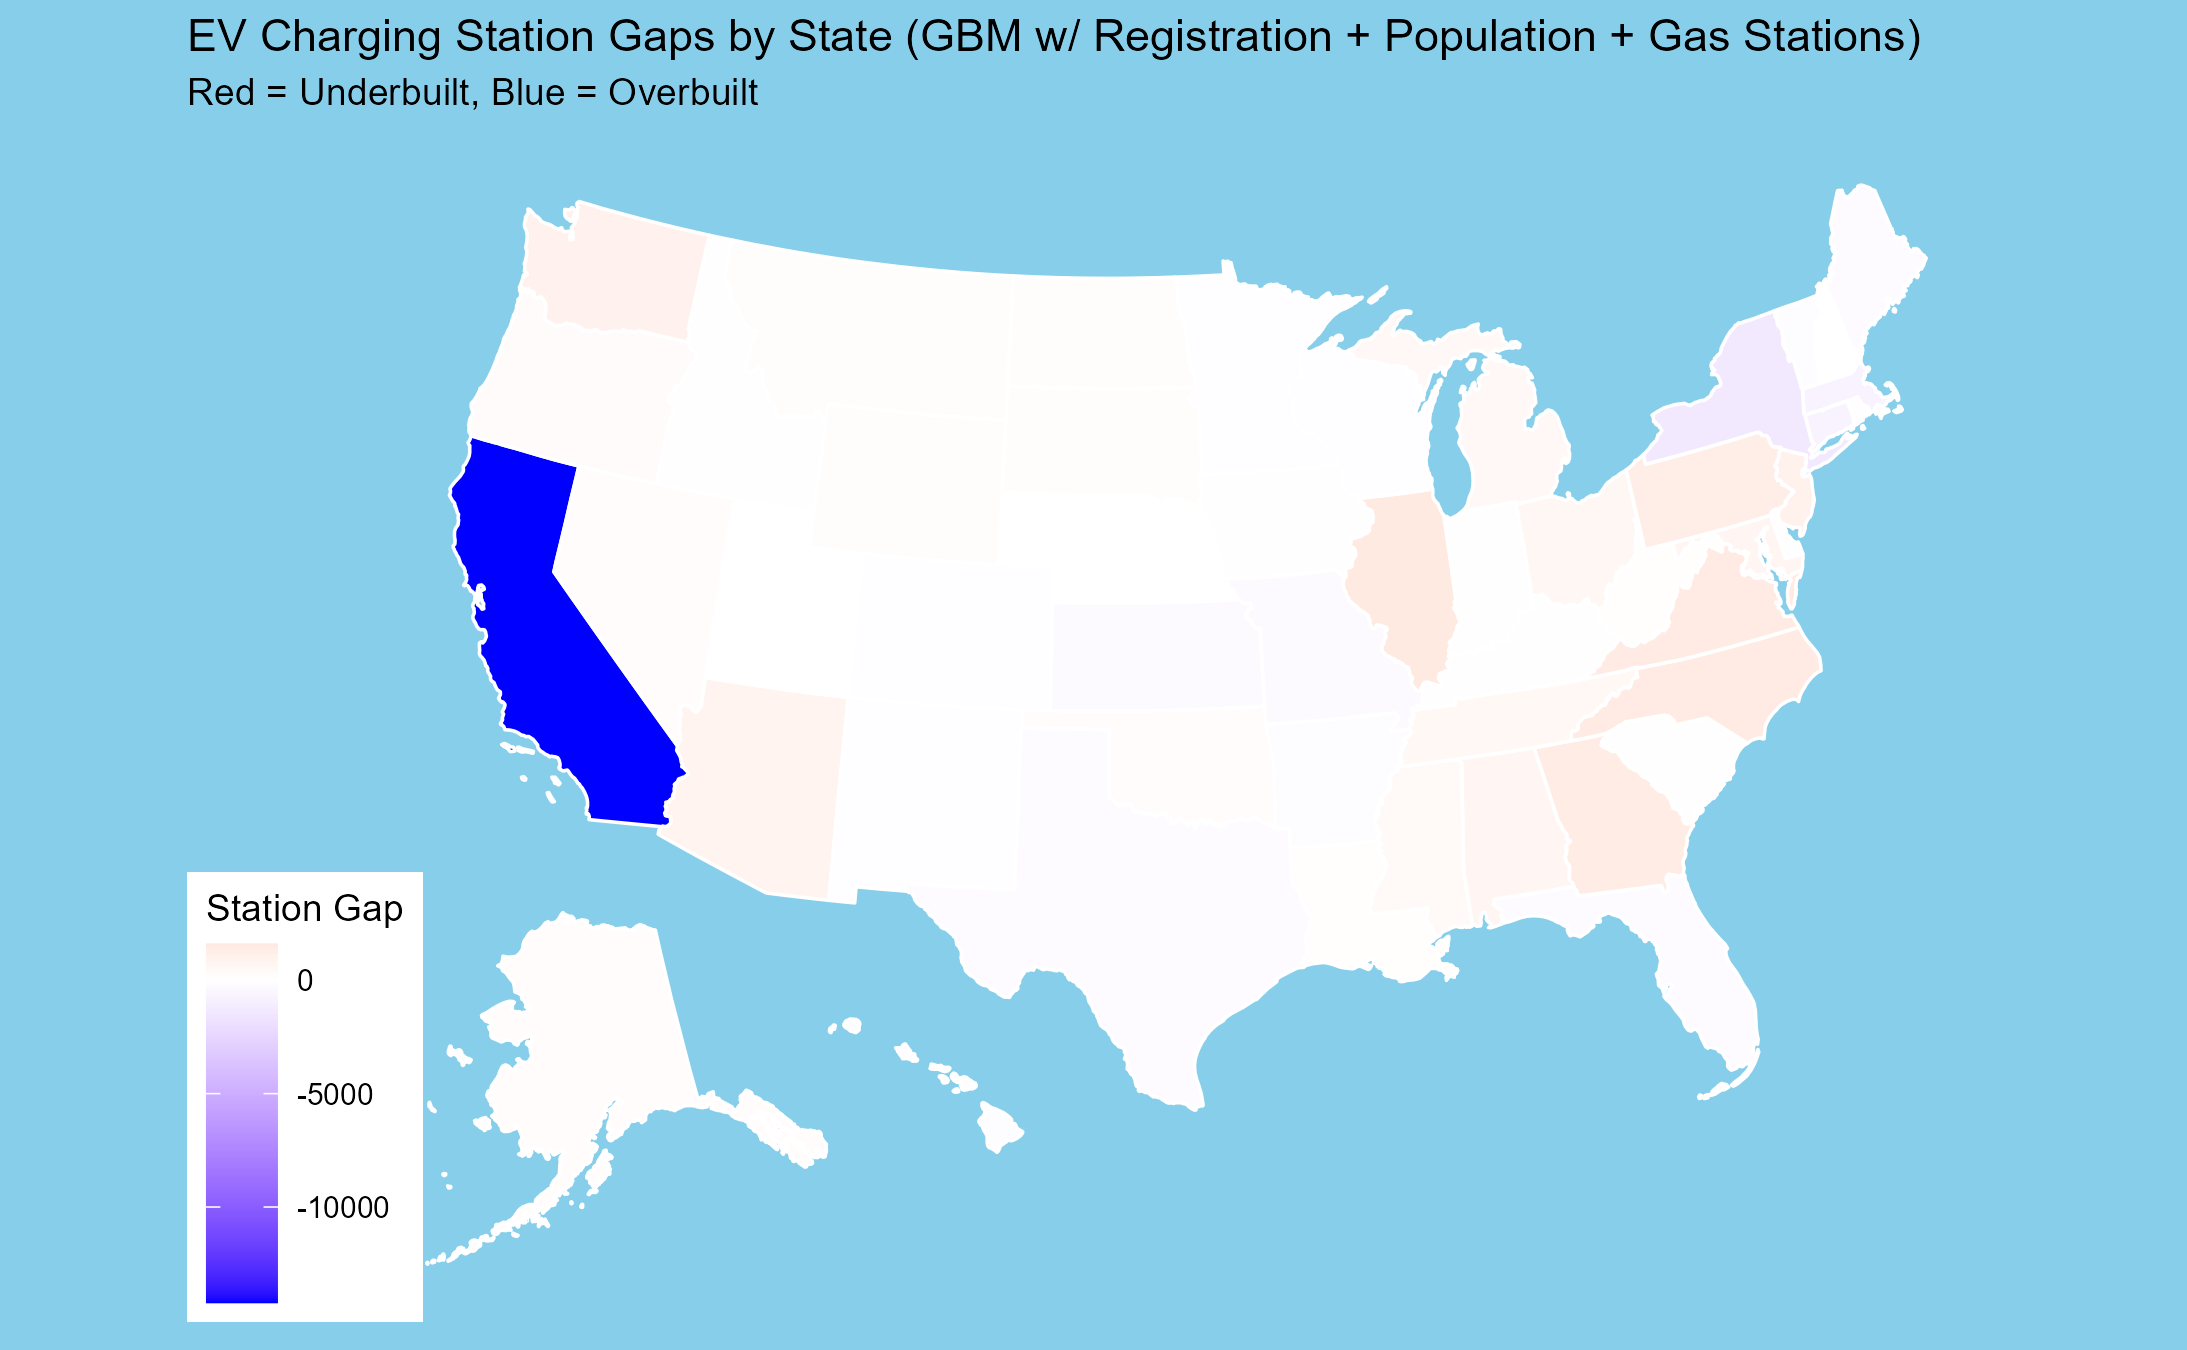 EV Charging Station Gaps by State (GBM w/ Registration + Population + Gas Stations)
Red = Underbuilt, Blue = Overbuilt
Station Gap
0
-5000
-10000